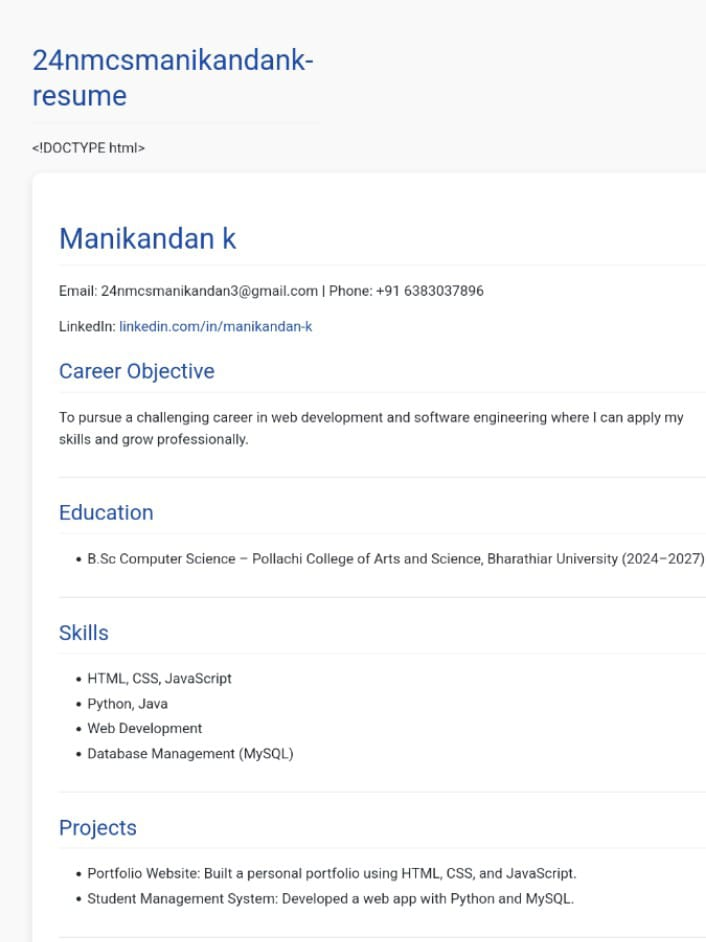 24nmcsmanikandank-
resume
<!DOCTYPE html>
Manikandan k
Email: 24nmcsmanikandan3@gmail.com | Phone: +91 6383037896
LinkedIn: linkedin.com/in/manikandan-k
Career Objective
To pursue a challenging career in web development and software engineering where I can apply my
skills and grow professionally.
Education
• B.Sc Computer Science – Pollachi College of Arts and Science, Bharathiar University (2024–2027)
Skills
• HTML, CSS, JavaScript
• Python, Java
• Web Development
• Database Management (MySQL)
Projects
• Portfolio Website: Built a personal portfolio using HTML, CSS, and JavaScript.
• Student Management System: Developed a web app with Python and MySQL.